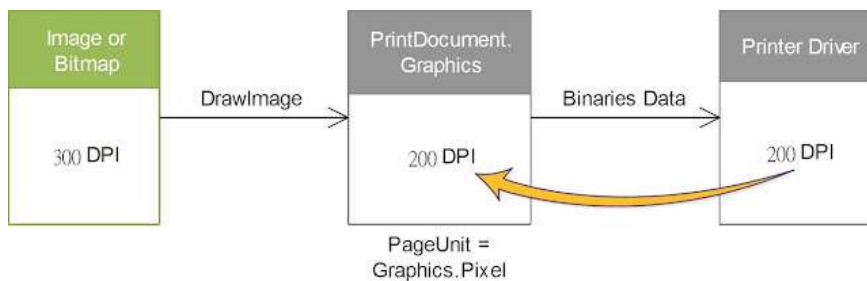 Image or
Bitmap
DrawImage
PrintDocument.
Graphics
Binaries Data
Printer Driver
300 DPI
200 DPI
200 DPI
PageUnit =
Graphics.Pixel